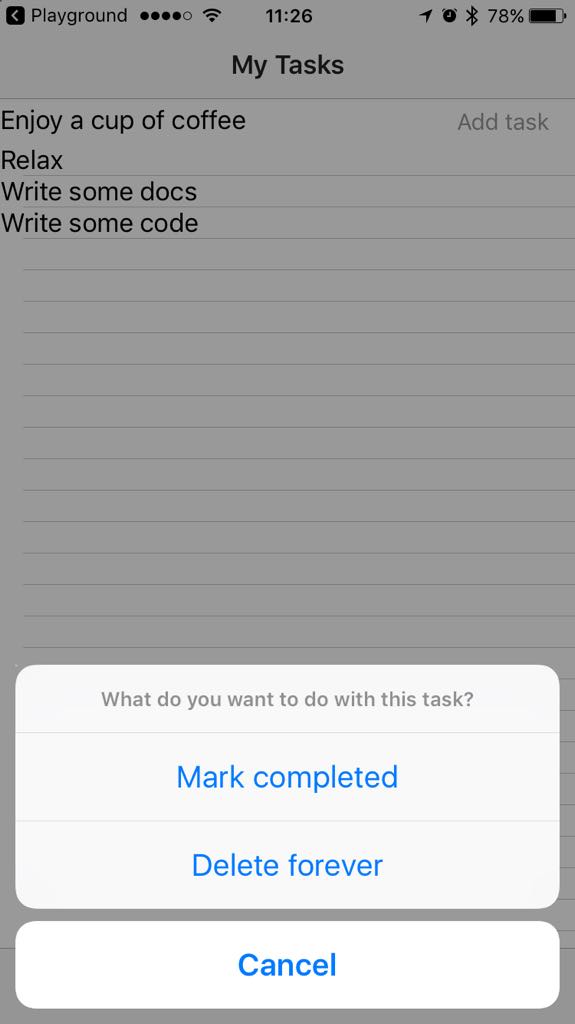 Playground 11:26 78%
My Tasks
Enjoy a cup of coffee Add task
Relax
Write some docs
Write some code
What do you want to do with this task?
Mark completed
Delete forever
Cancel